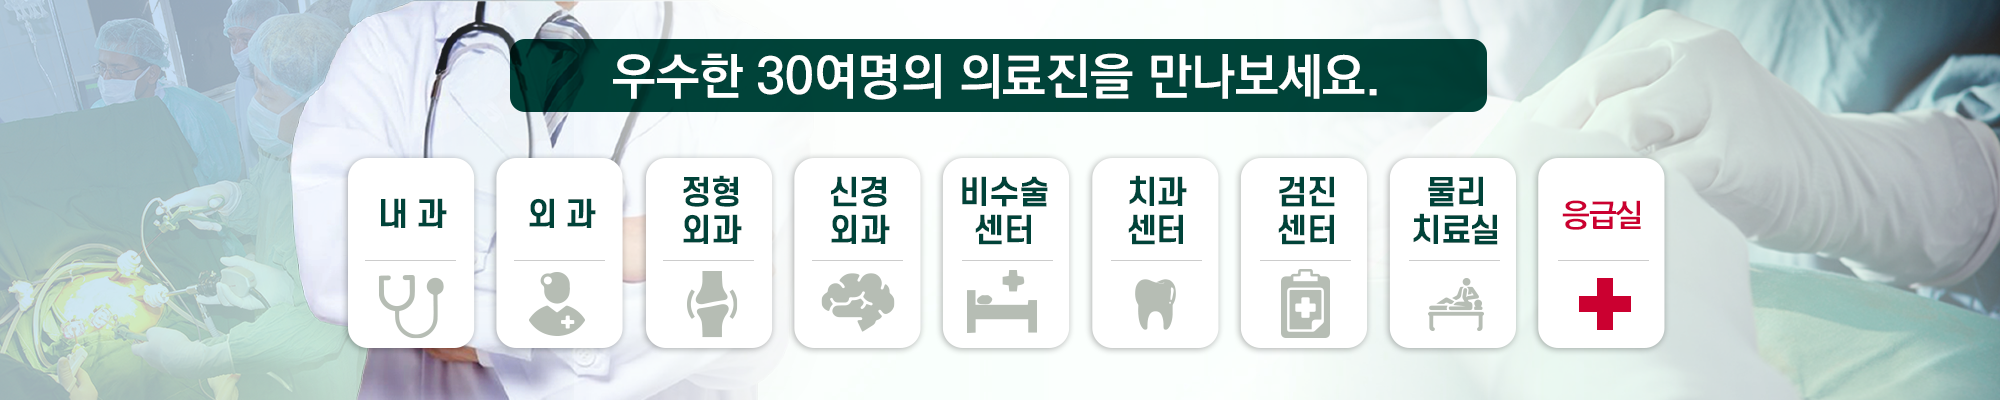 우수한 30여명의 의료진을 만나보세요.
내 과
외 과
정형
외과
신경
외과
비수술
센터
치과
센터
검진
센터
물리
치료실
응급실